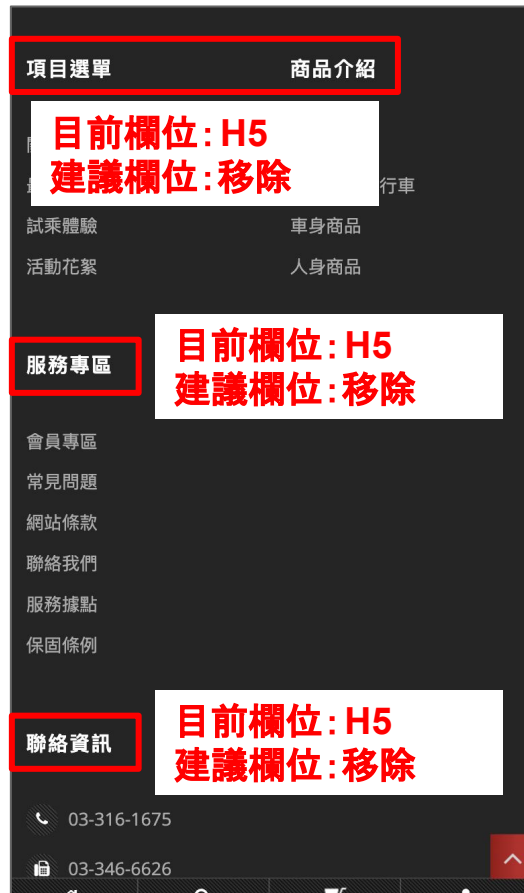 項目選單 商品介紹
目前欄位：H5
建議欄位：移除
行車
試乘體驗 車身商品
活動花絮 人身商品
服務專區
目前欄位：H5
建議欄位：移除
會員專區
常見問題
網站條款
聯絡我們
服務據點
保固條例
聯絡資訊
目前欄位：H5
建議欄位：移除
03-316-1675
03-346-6626